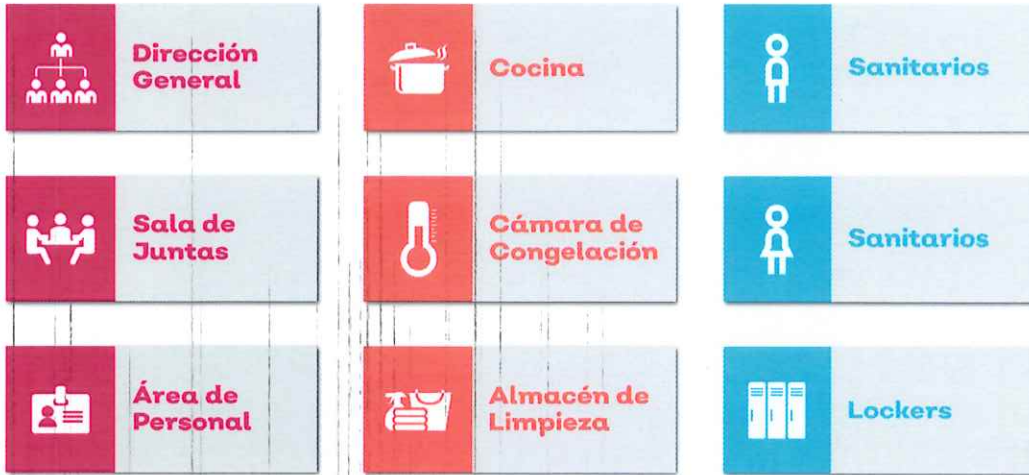 Dirección
General
Cocina
Sanitarios
Sala de
Juntas
Cámara de
Congelación
Sanitarios
Área de
Personal
Almacén de
Limpieza
Lockers